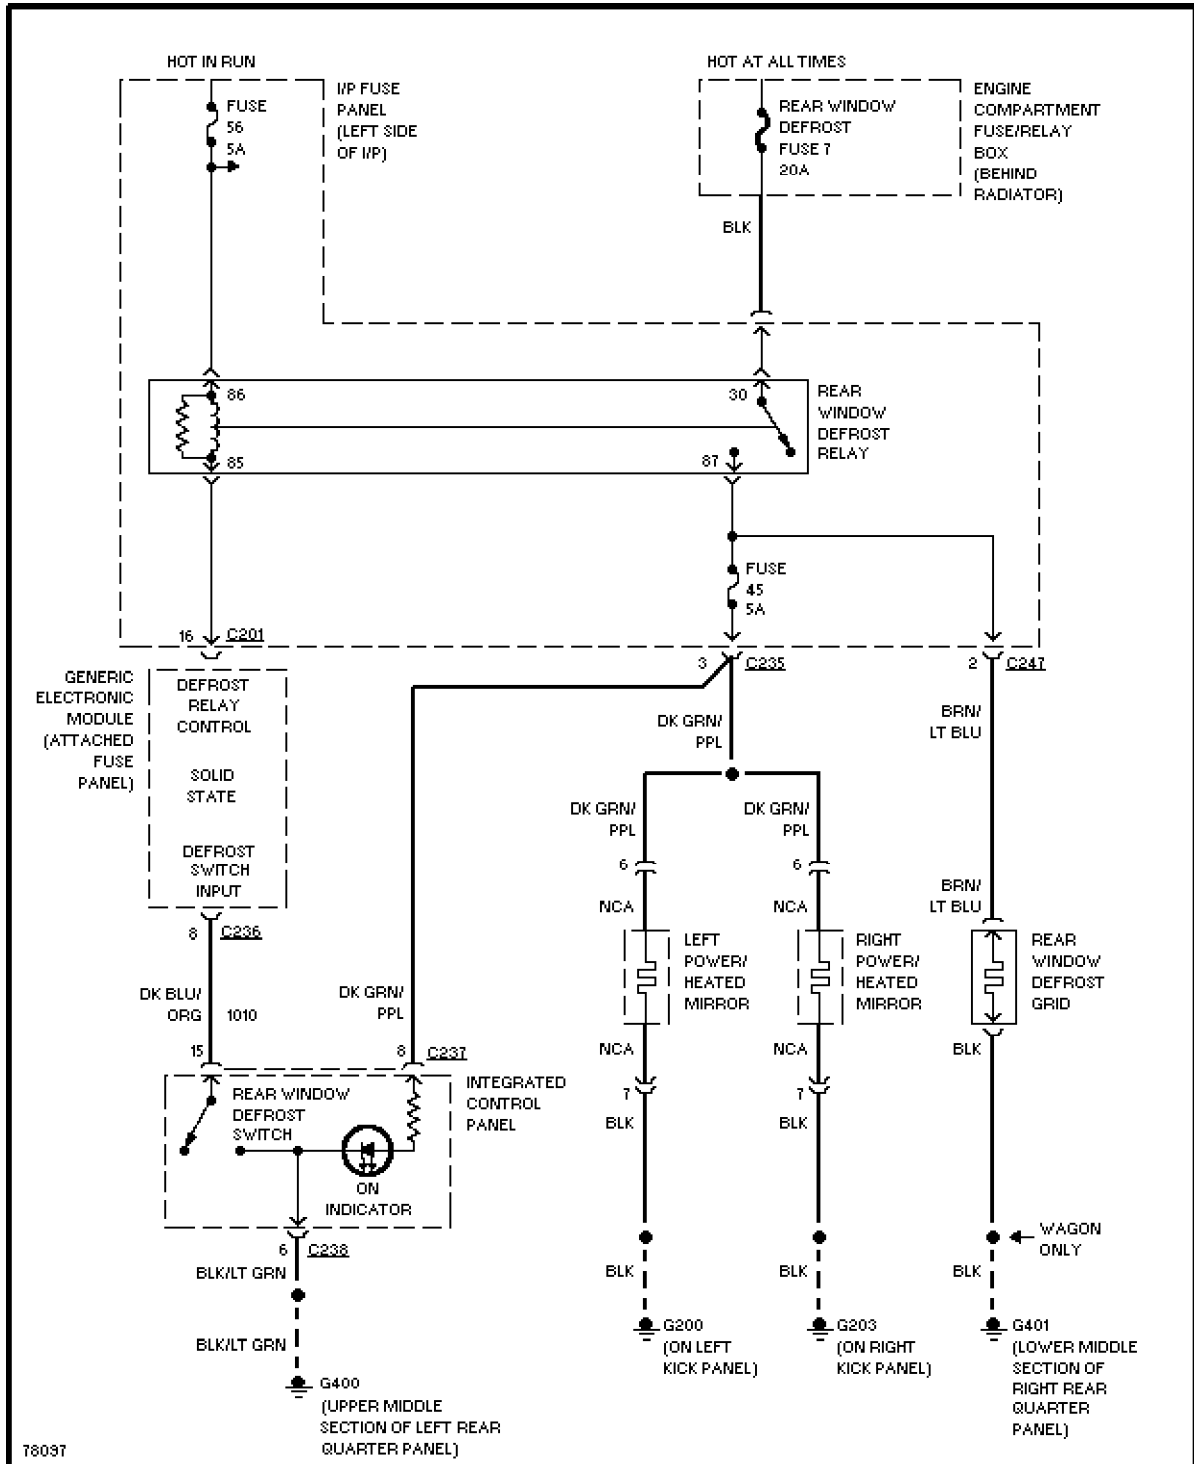 HOT IN RUN
HOT AT ALL TIMES
FUSE
56
5A
I/P FUSE
PANEL
(LEFT SIDE
OF I/P)
REAR WINDOW
DEFROST
FUSE 7
20A
ENGINE
COMPARTMENT
FUSE/RELAY
BOX
(BEHIND
RADIATOR)
BLK
86
30
85
87
REAR
WINDOW
DEFROST
RELAY
FUSE
45
5A
16
C201
3
C235
2
C247
GENERIC
ELECTRONIC
MODULE
(ATTACHED
FUSE
PANEL)
DEFROST
RELAY
CONTROL
SOLID
STATE
DEFROST
SWITCH
INPUT
DK GRN/
PPL
BRN/
LT BLU
DK GRN/
PPL
DK GRN/
PPL
6
6
BRN/
LT BLU
NCA
NCA
8
C236
LEFT
POWER/
HEATED
MIRROR
RIGHT
POWER/
HEATED
MIRROR
REAR
WINDOW
DEFROST
GRID
DK BLU/
ORG
1010
DK GRN/
PPL
15
8
C237
NCA
NCA
BLK
REAR WINDOW
DEFROST
SWITCH
INTEGRATED
CONTROL
PANEL
7
7
BLK
BLK
ON
INDICATOR
6
C238
BLK/LT GRN
WAGON
ONLY
BLK
BLK
BLK
BLK/LT GRN
G200
(ON LEFT
KICK PANEL)
G203
(ON RIGHT
KICK PANEL)
G401
(LOWER MIDDLE
SECTION OF
RIGHT REAR
QUARTER
PANEL)
G400
(UPPER MIDDLE
SECTION OF LEFT REAR
QUARTER PANEL)
78097